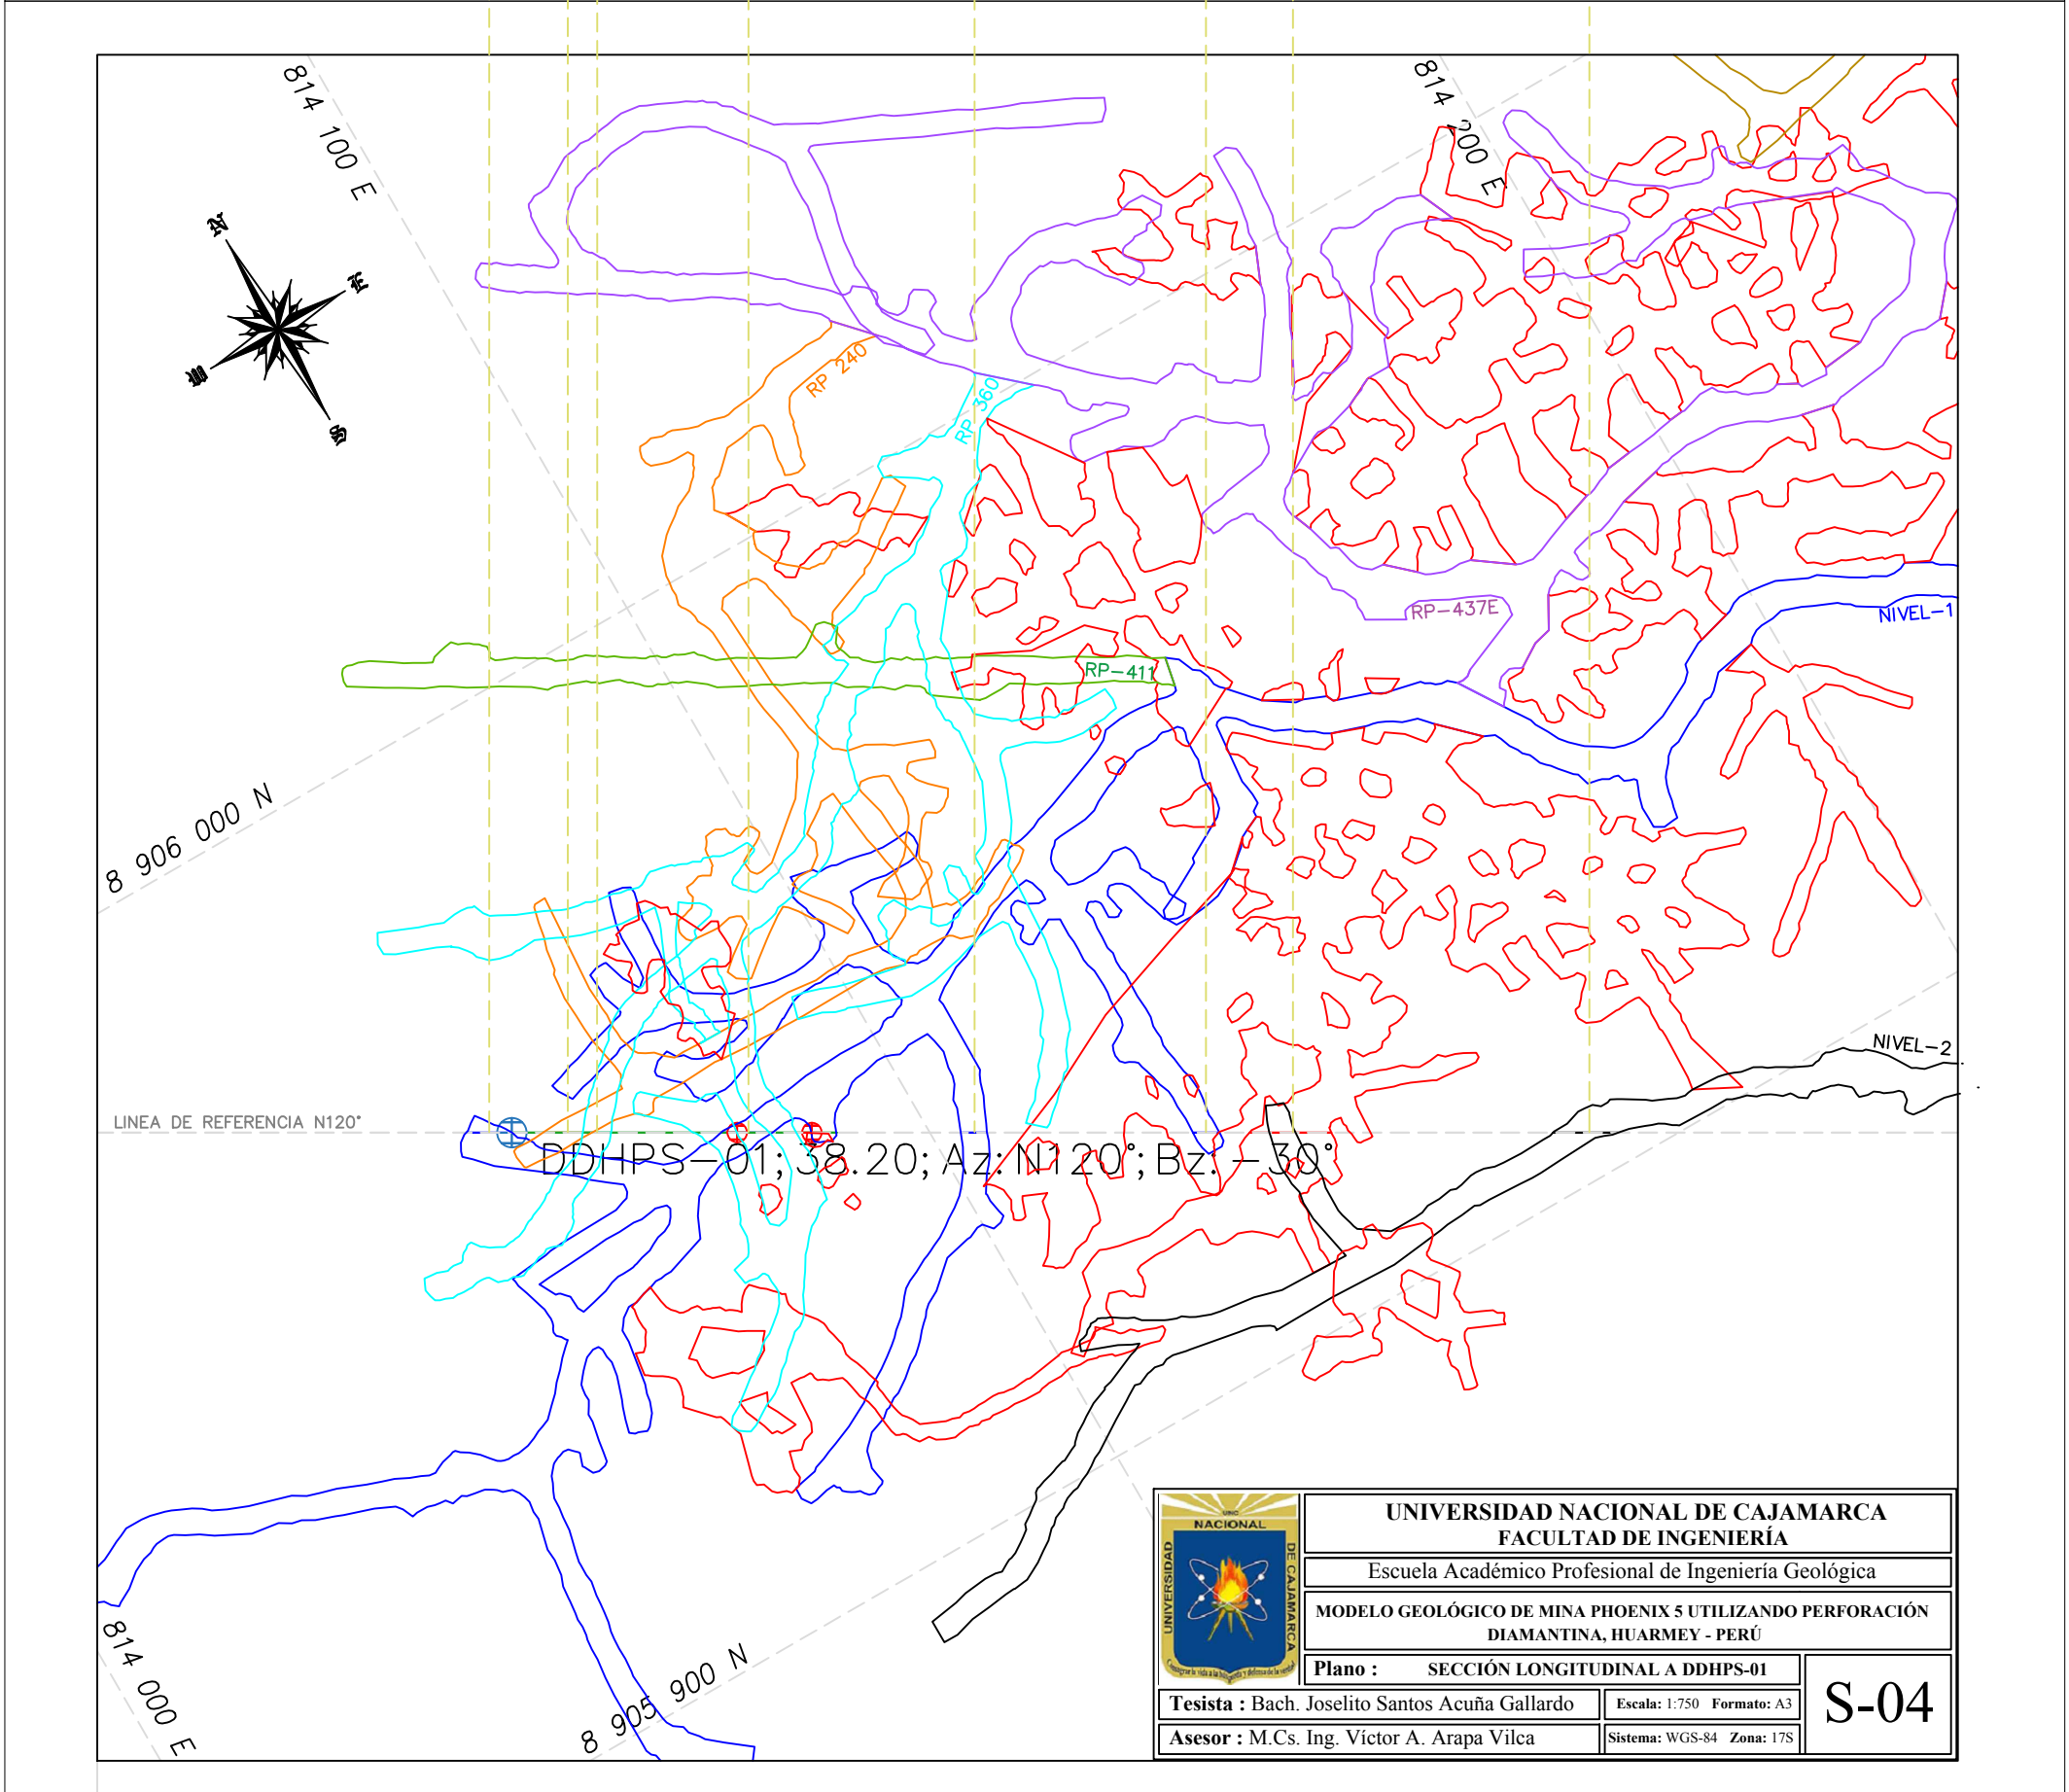 814 100 E
814 200 E
N
E
S
RP 240
RP 360
RP-437E
NIVEL-1
RP-411
8 906 000 N
NIVEL-2
LINEA DE REFERENCIA N120°
DDHPS-01; 38.20; Az: N120°; Bz: -30°
814 000 E
8 905 900 N
UNC
NACIONAL
UNIVERSIDAD
DE CAJAMARCA
UNIVERSIDAD NACIONAL DE CAJAMARCA
FACULTAD DE INGENIERÍA
Escuela Académico Profesional de Ingeniería Geológica
MODELO GEOLÓGICO DE MINA PHOENIX 5 UTILIZANDO PERFORACIÓN
DIAMANTINA, HUARMEY - PERÚ
Plano : SECCIÓN LONGITUDINAL A DDHPS-01
Tesista : Bach. Joselito Santos Acuña Gallardo
Escala: 1:750 Formato: A3
Asesor : M.Cs. Ing. Víctor A. Arapa Vilca
Sistema: WGS-84 Zona: 17S
S-04